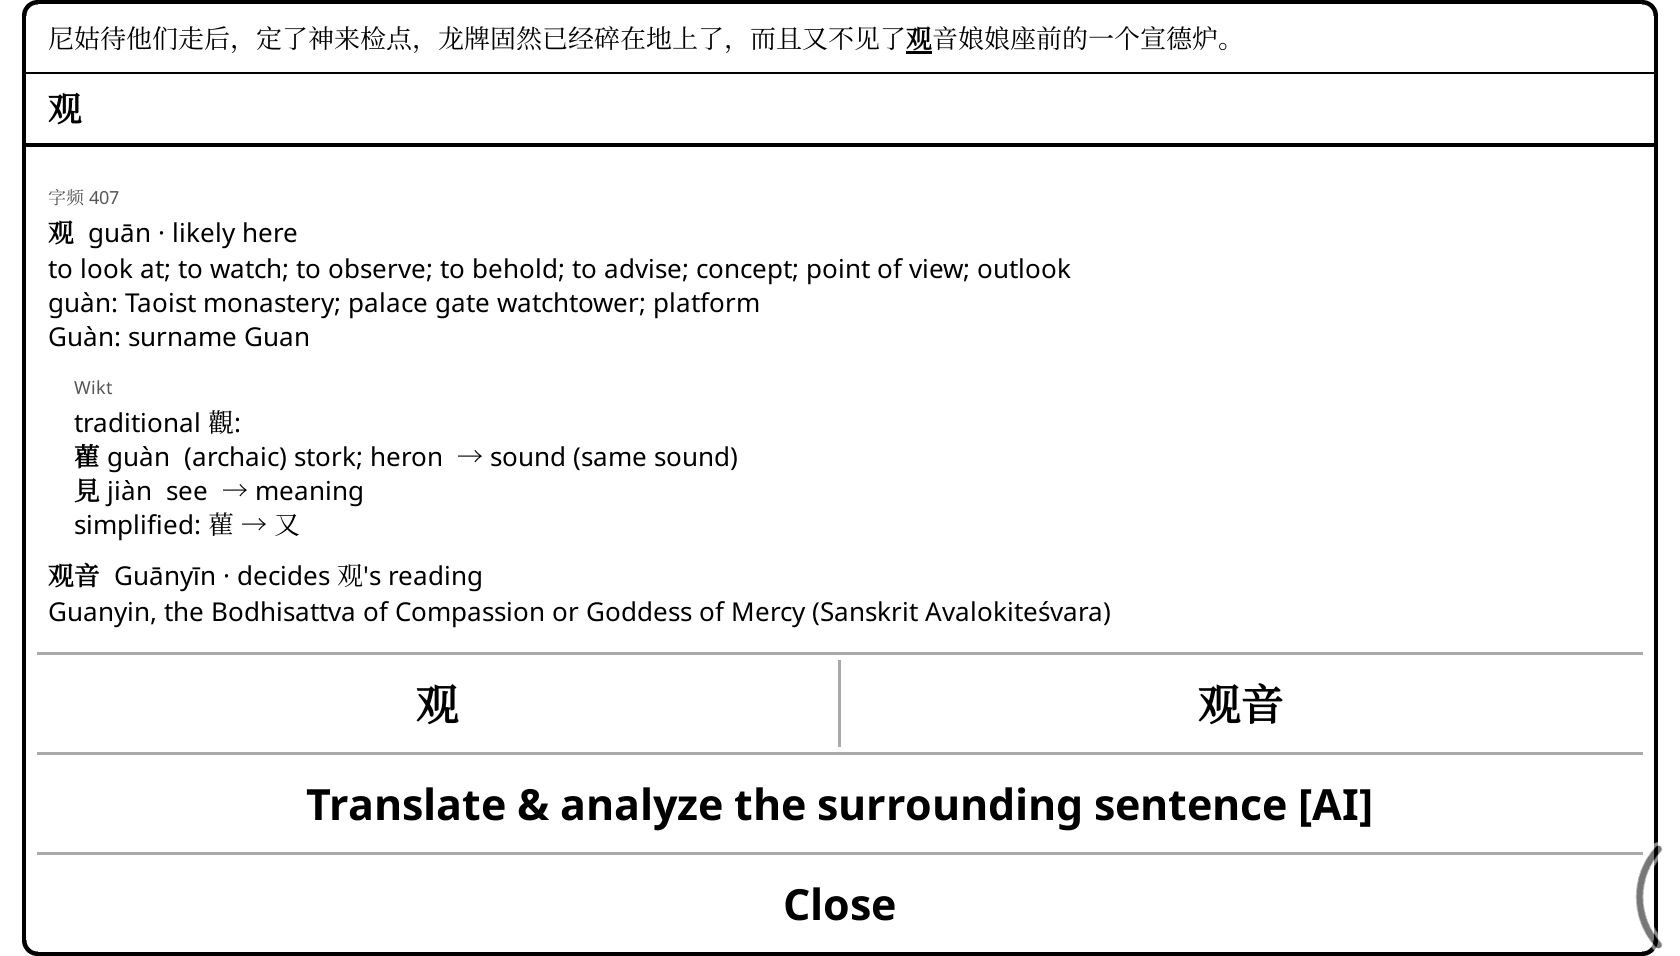 尼姑待他们走后，定了神来检点，龙牌固然已经碎在地上了，而且又不见了观音娘娘座前的一个宣德炉。
观
字频 407
观 guān · likely here
to look at; to watch; to observe; to behold; to advise; concept; point of view; outlook
guàn: Taoist monastery; palace gate watchtower; platform
Guàn: surname Guan
Wikt
traditional 觀:
雚 guàn (archaic) stork; heron → sound (same sound)
見 jiàn see → meaning
simplified: 雚 → 又
观音 Guānyīn · decides 观's reading
Guanyin, the Bodhisattva of Compassion or Goddess of Mercy (Sanskrit Avalokiteśvara)
观 观音
Translate & analyze the surrounding sentence [AI]
Close